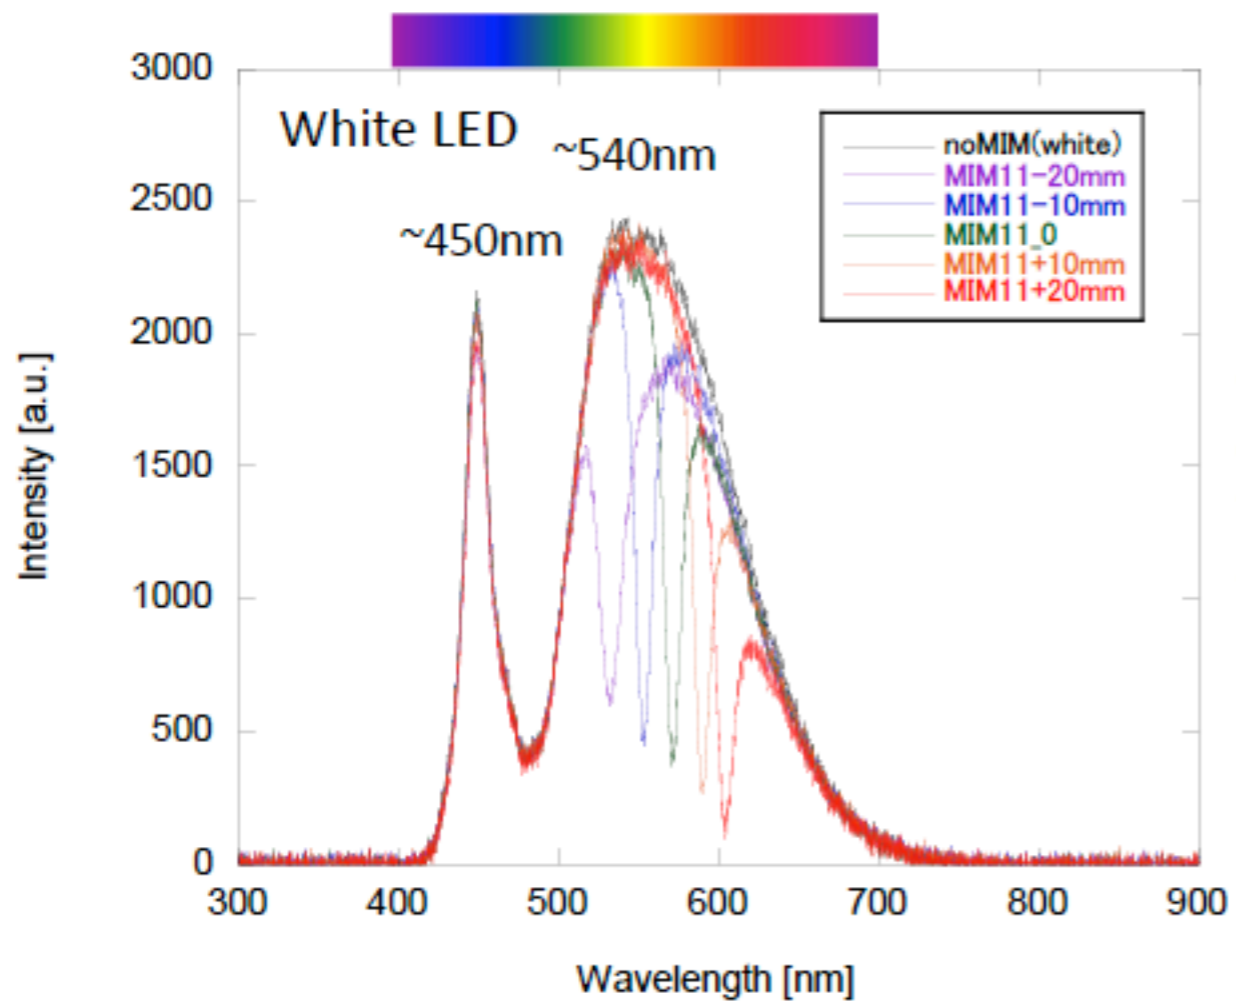 3000
2500
2000
1500
1000
500
0
300 400 500 600 700 800 900
Intensity [a.u.]
Wavelength [nm]
White LED
~450nm
~540nm
noMIM(white)
MIM11-20mm
MIM11-10mm
MIM11_0
MIM11+10mm
MIM11+20mm